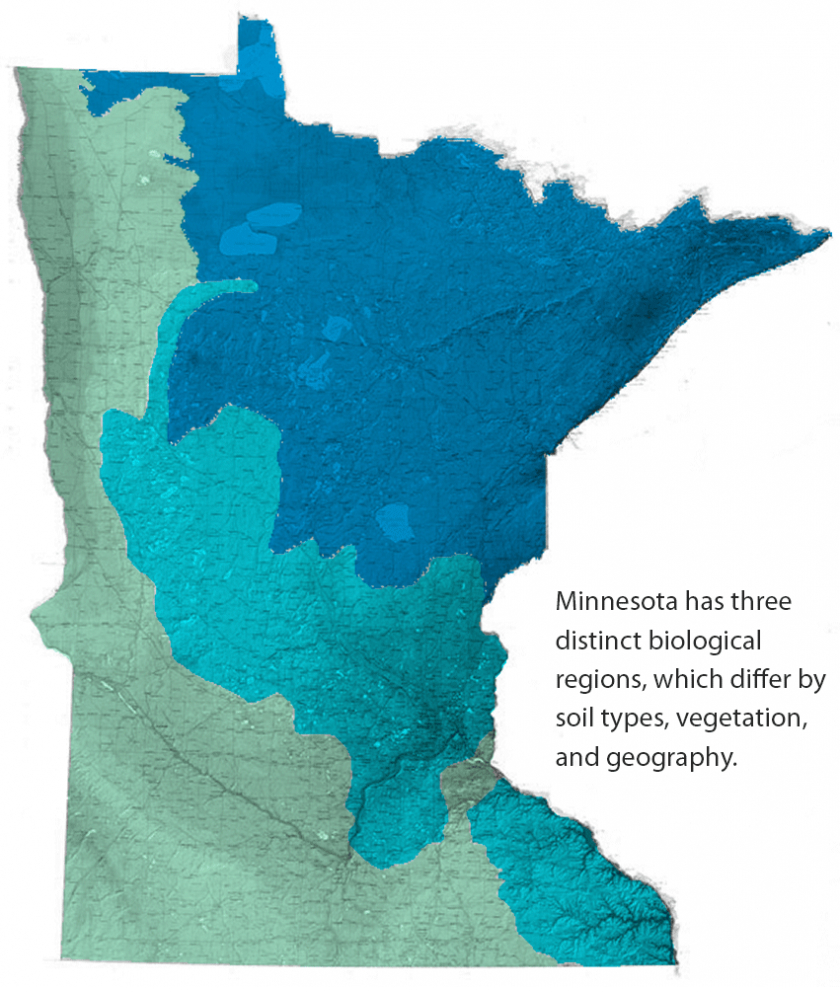 Minnesota has three
distinct biological
regions, which differ by
soil types, vegetation,
and geography.